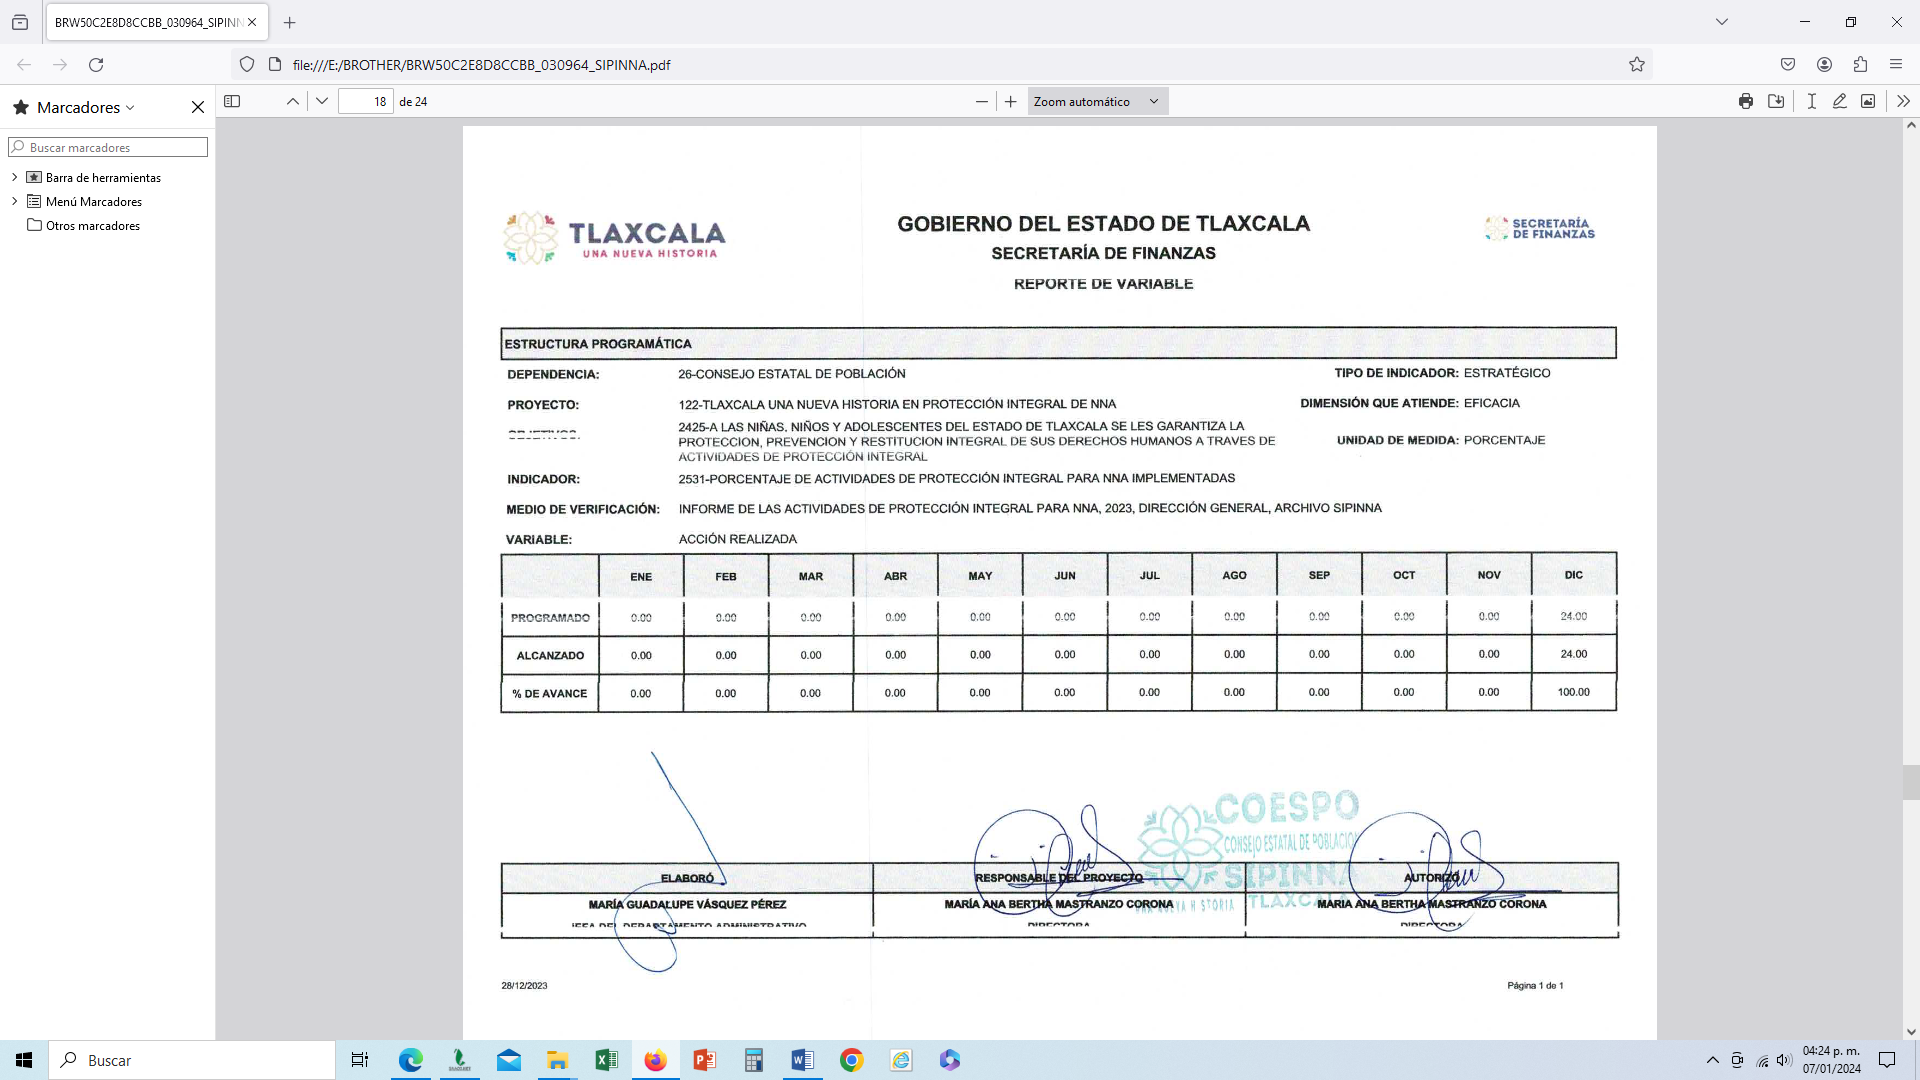 BRW50C2E8D8CCBB_030964_SIPINN
file:///E:/BROTHER/BRW50C2E8D8CCBB_030964_SIPINNA.pdf
Marcadores
18 de 24
Zoom automático
Buscar marcadores
Barra de herramientas
Menú Marcadores
Otros marcadores
TLAXCALA
UNA NUEVA HISTORIA
GOBIERNO DEL ESTADO DE TLAXCALA
SECRETARÍA DE FINANZAS
REPORTE DE VARIABLE
SECRETARÍA
DE FINANZAS
ESTRUCTURA PROGRAMÁTICA
DEPENDENCIA: 26-CONSEJO ESTATAL DE POBLACIÓN TIPO DE INDICADOR: ESTRATÉGICO
PROYECTO: 122-TLAXCALA UNA NUEVA HISTORIA EN PROTECCIÓN INTEGRAL DE NNA DIMENSIÓN QUE ATIENDE: EFICACIA
OBJETIVOS: 2425-A LAS NIÑAS, NIÑOS Y ADOLESCENTES DEL ESTADO DE TLAXCALA SE LES GARANTIZA LA
PROTECCION, PREVENCION Y RESTITUCION INTEGRAL DE SUS DERECHOS HUMANOS A TRAVES DE
ACTIVIDADES DE PROTECCIÓN INTEGRAL
UNIDAD DE MEDIDA: PORCENTAJE
INDICADOR: 2531-PORCENTAJE DE ACTIVIDADES DE PROTECCIÓN INTEGRAL PARA NNA IMPLEMENTADAS
MEDIO DE VERIFICACIÓN: INFORME DE LAS ACTIVIDADES DE PROTECCIÓN INTEGRAL PARA NNA, 2023, DIRECCIÓN GENERAL, ARCHIVO SIPINNA
VARIABLE: ACCIÓN REALIZADA
ENE FEB MAR ABR MAY JUN JUL AGO SEP OCT NOV DIC
PROGRAMADO 0.00 0.00 0.00 0.00 0.00 0.00 0.00 0.00 0.00 0.00 0.00 24.00
ALCANZADO 0.00 0.00 0.00 0.00 0.00 0.00 0.00 0.00 0.00 0.00 0.00 24.00
% DE AVANCE 0.00 0.00 0.00 0.00 0.00 0.00 0.00 0.00 0.00 0.00 0.00 100.00
COESPO
CONSEJO ESTATAL DE POBLACIÓN
SIPINNA
UNA NUEVA HISTORIA TLAXCALA
ELABORÓ RESPONSABLE DEL PROYECTO AUTORIZÓ
MARÍA GUADALUPE VÁSQUEZ PÉREZ MARÍA ANA BERTHA MASTRANZO CORONA MARÍA ANA BERTHA MASTRANZO CORONA
JEFA DEL DEPARTAMENTO ADMINISTRATIVO DIRECTORA DIRECTORA
28/12/2023 Página 1 de 1
Buscar
04:24 p. m.
07/01/2024